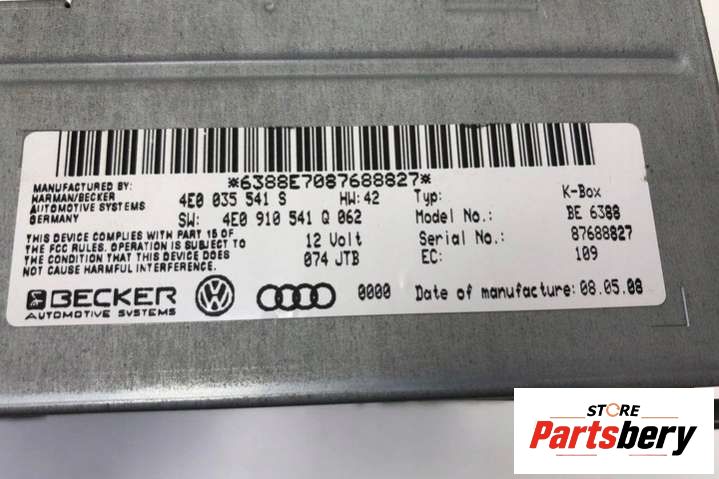 *6388E7087688827*
MANUFACTURED BY:
HARMAN/BECKER
AUTOMOTIVE SYSTEMS
GERMANY
4E0 035 541 S HW:42
SW: 4E0 910 541 Q 062
THIS DEVICE COMPLIES WITH PART 15 OF
THE FCC RULES. OPERATION IS SUBJECT TO
THE CONDITION THAT THIS DEVICE DOES
NOT CAUSE HARMFUL INTERFERENCE.
12 Volt
074 JTB
Typ: K-Box
Model No.: BE 6388
Serial No.: 87688827
EC: 109
BECKER
AUTOMOTIVE SYSTEMS
VW
0000 Date of manufacture: 08.05.08
STORE
Partsbery